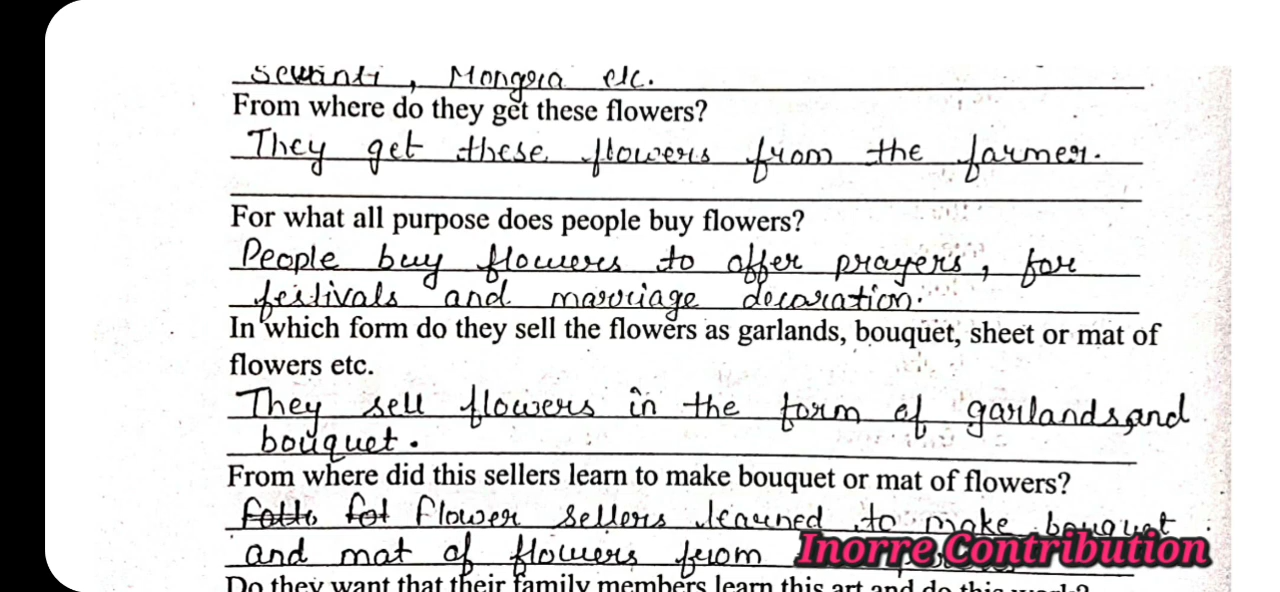 Sewanti, Mongra etc.
From where do they get these flowers?
They get these flowers from the farmer.
For what all purpose does people buy flowers?
People buy flowers to offer prayers, for
festivals and marriage decoration.
In which form do they sell the flowers as garlands, bouquet, sheet or mat of
flowers etc.
They sell flowers in the form of garlands and
bouquet.
From where did this sellers learn to make bouquet or mat of flowers?
Flower sellers learned to make bouquet
and mat of flowers from
Inorre Contribution
Do they want that their family members learn this art and do this work?